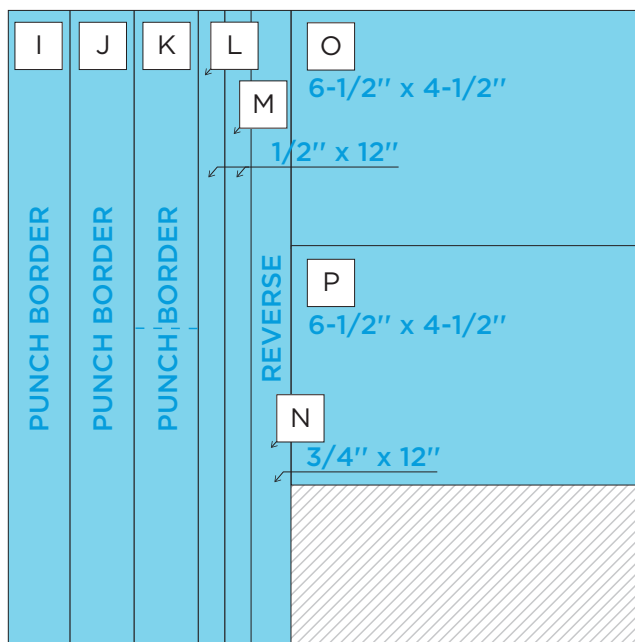 I
J
K
L
O
6-1/2'' x 4-1/2''
M
1/2'' x 12''
PUNCH BORDER
PUNCH BORDER
PUNCH BORDER
REVERSE
P
6-1/2'' x 4-1/2''
N
3/4'' x 12''